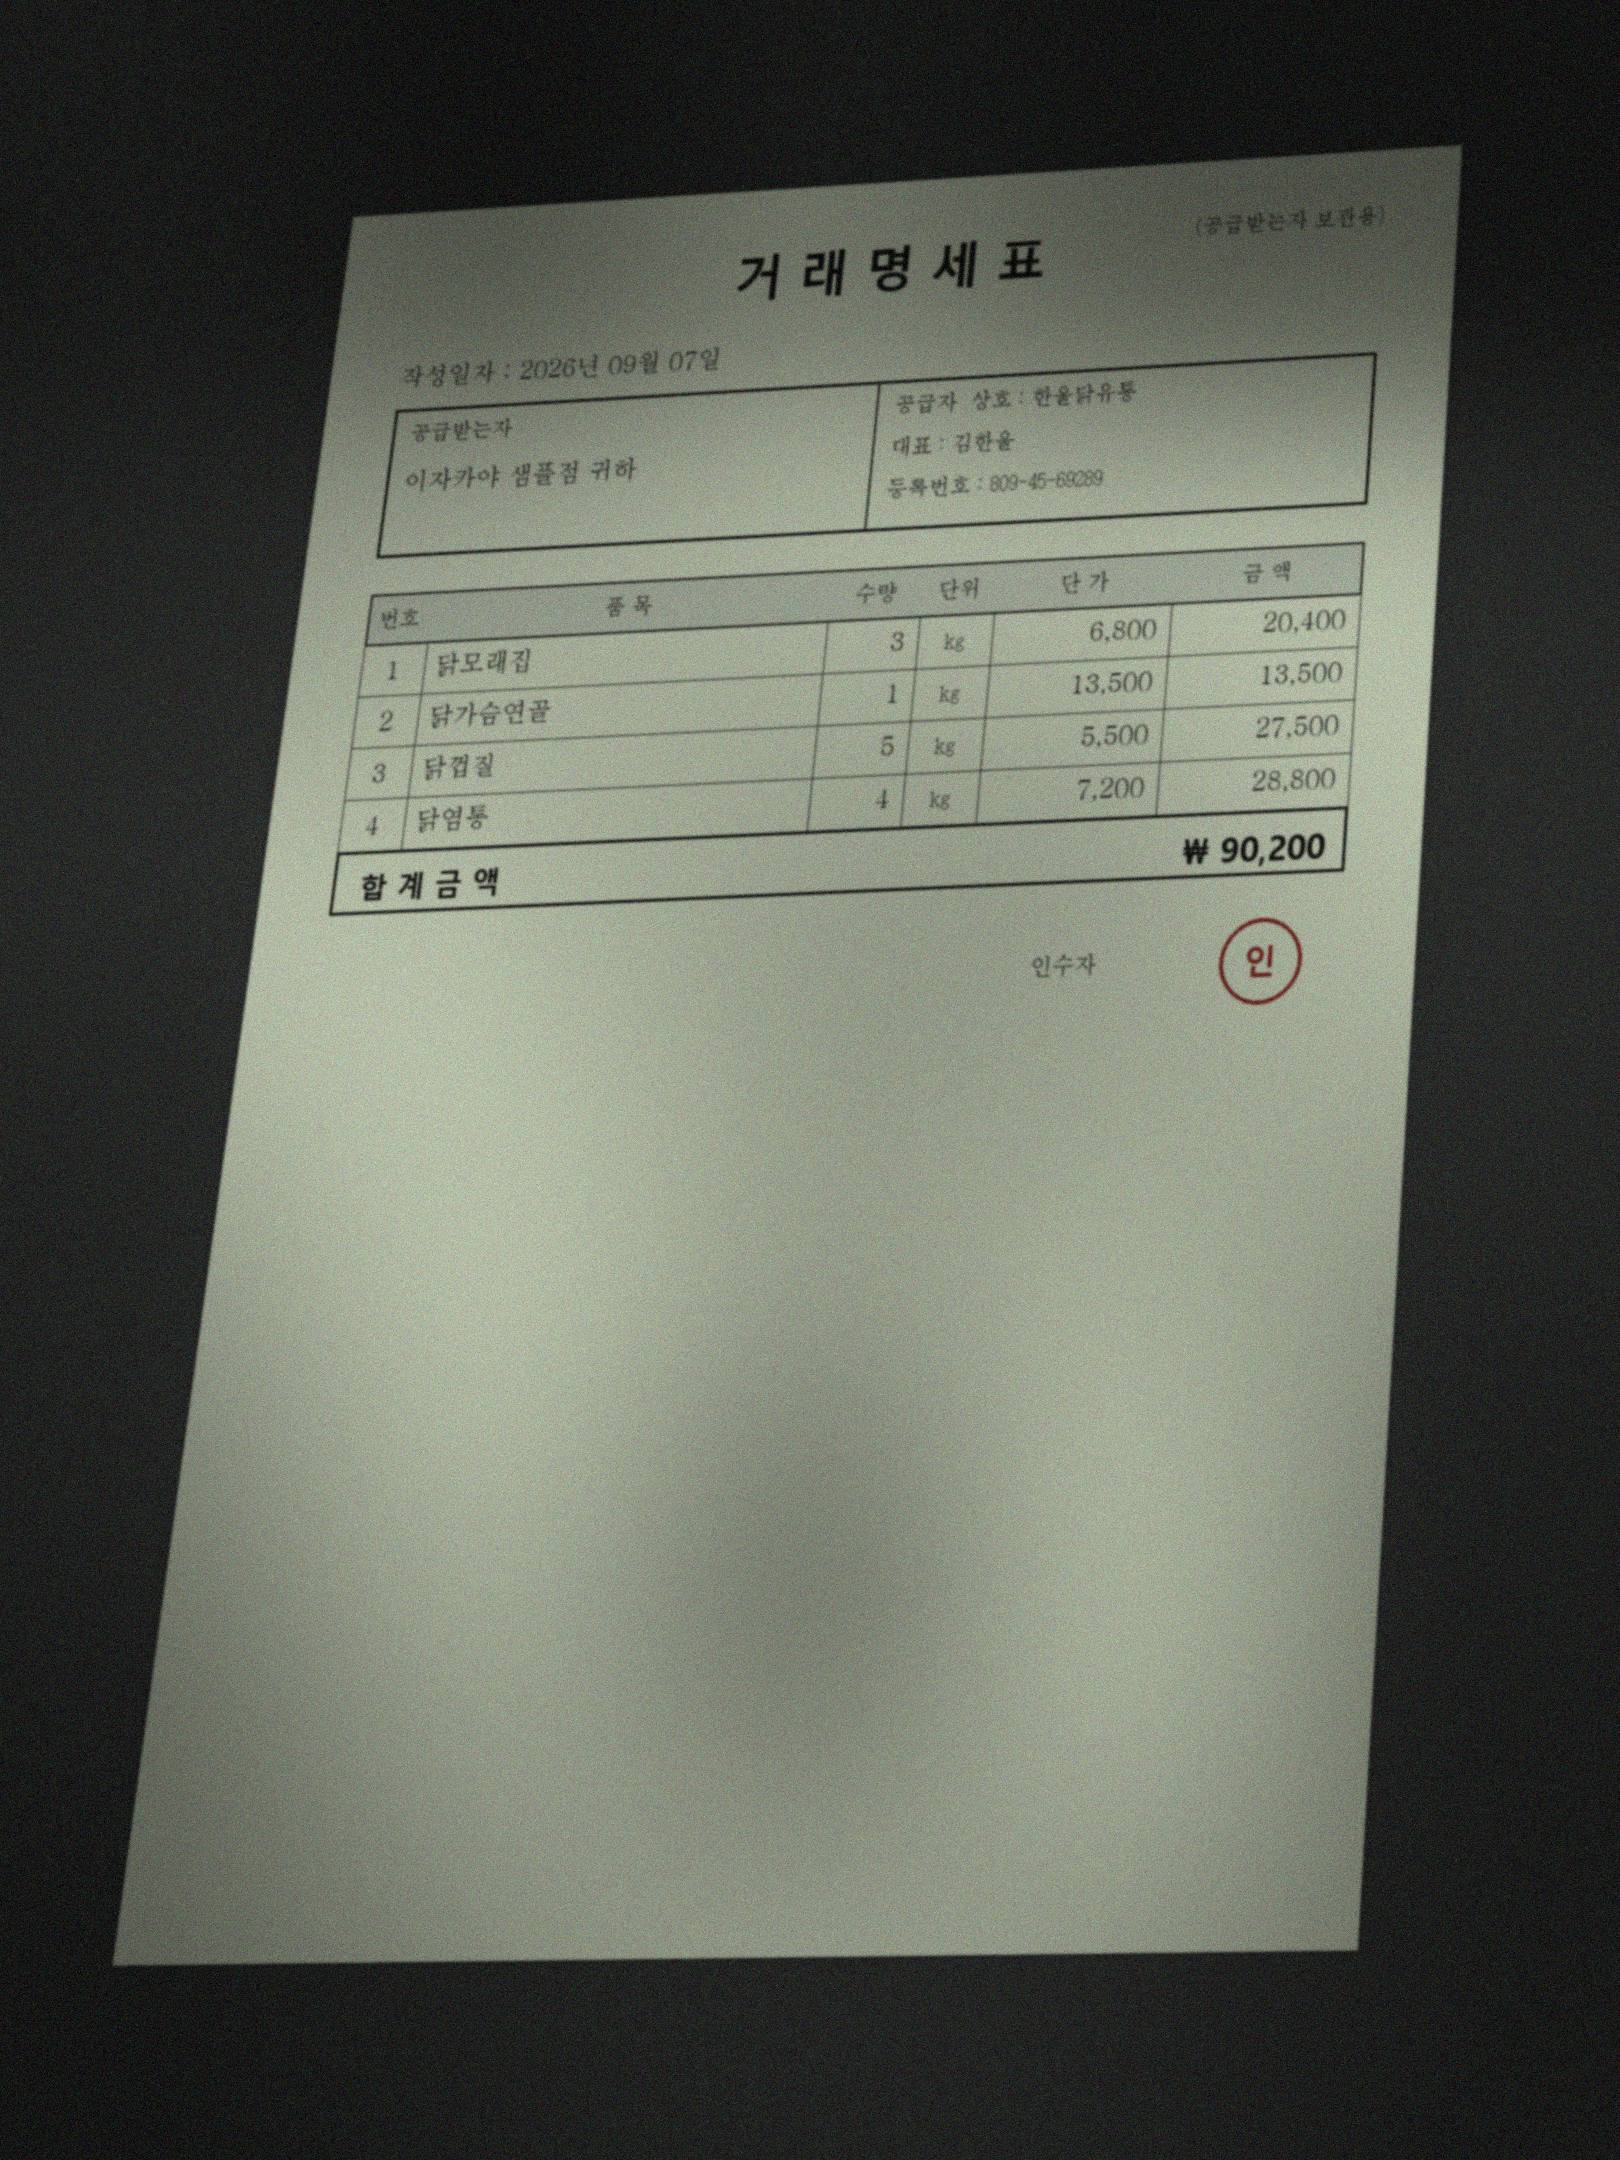 (공급받는자 보관용)
거 래 명 세 표
작성일자 : 2026년 09월 07일
공급받는자
이자카야 샘플점 귀하
공급자 상호 : 한울닭유통
대표 : 김한울
등록번호 : 809-45-69289
번호 품 목 수량 단위 단 가 금 액
1 닭모래집 3 kg 6,800 20,400
2 닭가슴연골 1 kg 13,500 13,500
3 닭껍질 5 kg 5,500 27,500
4 닭염통 4 kg 7,200 28,800
합 계 금 액 ₩ 90,200
인수자 인